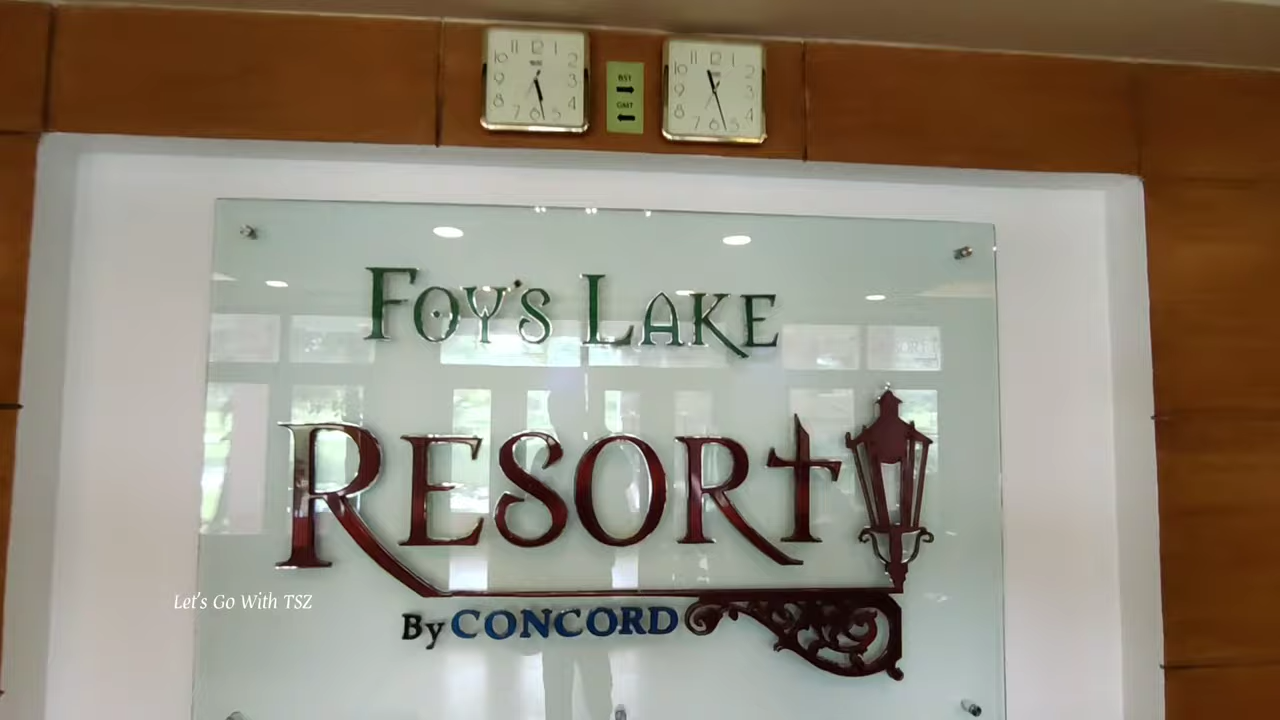 BST
GMT
FOY'S LAKE
RESORT
By CONCORD
Let's Go With TSZ